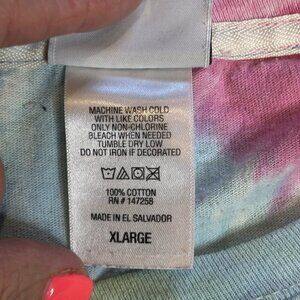 MACHINE WASH COLD
WITH LIKE COLORS
ONLY NON-CHLORINE
BLEACH WHEN NEEDED
TUMBLE DRY LOW
DO NOT IRON IF DECORATED
100% COTTON
RN # 147258
MADE IN EL SALVADOR
XLARGE